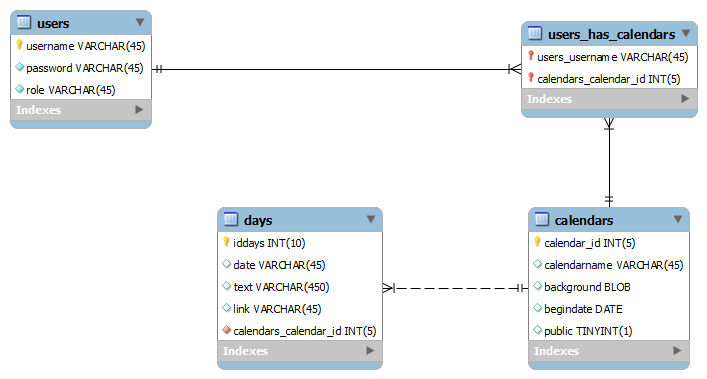 users
username VARCHAR(45)
password VARCHAR(45)
role VARCHAR(45)
Indexes
users_has_calendars
users_username VARCHAR(45)
calendars_calendar_id INT(5)
Indexes
days
iddays INT(10)
date VARCHAR(45)
text VARCHAR(450)
link VARCHAR(45)
calendars_calendar_id INT(5)
Indexes
calendars
calendar_id INT(5)
calendarname VARCHAR(45)
background BLOB
begindate DATE
public TINYINT(1)
Indexes